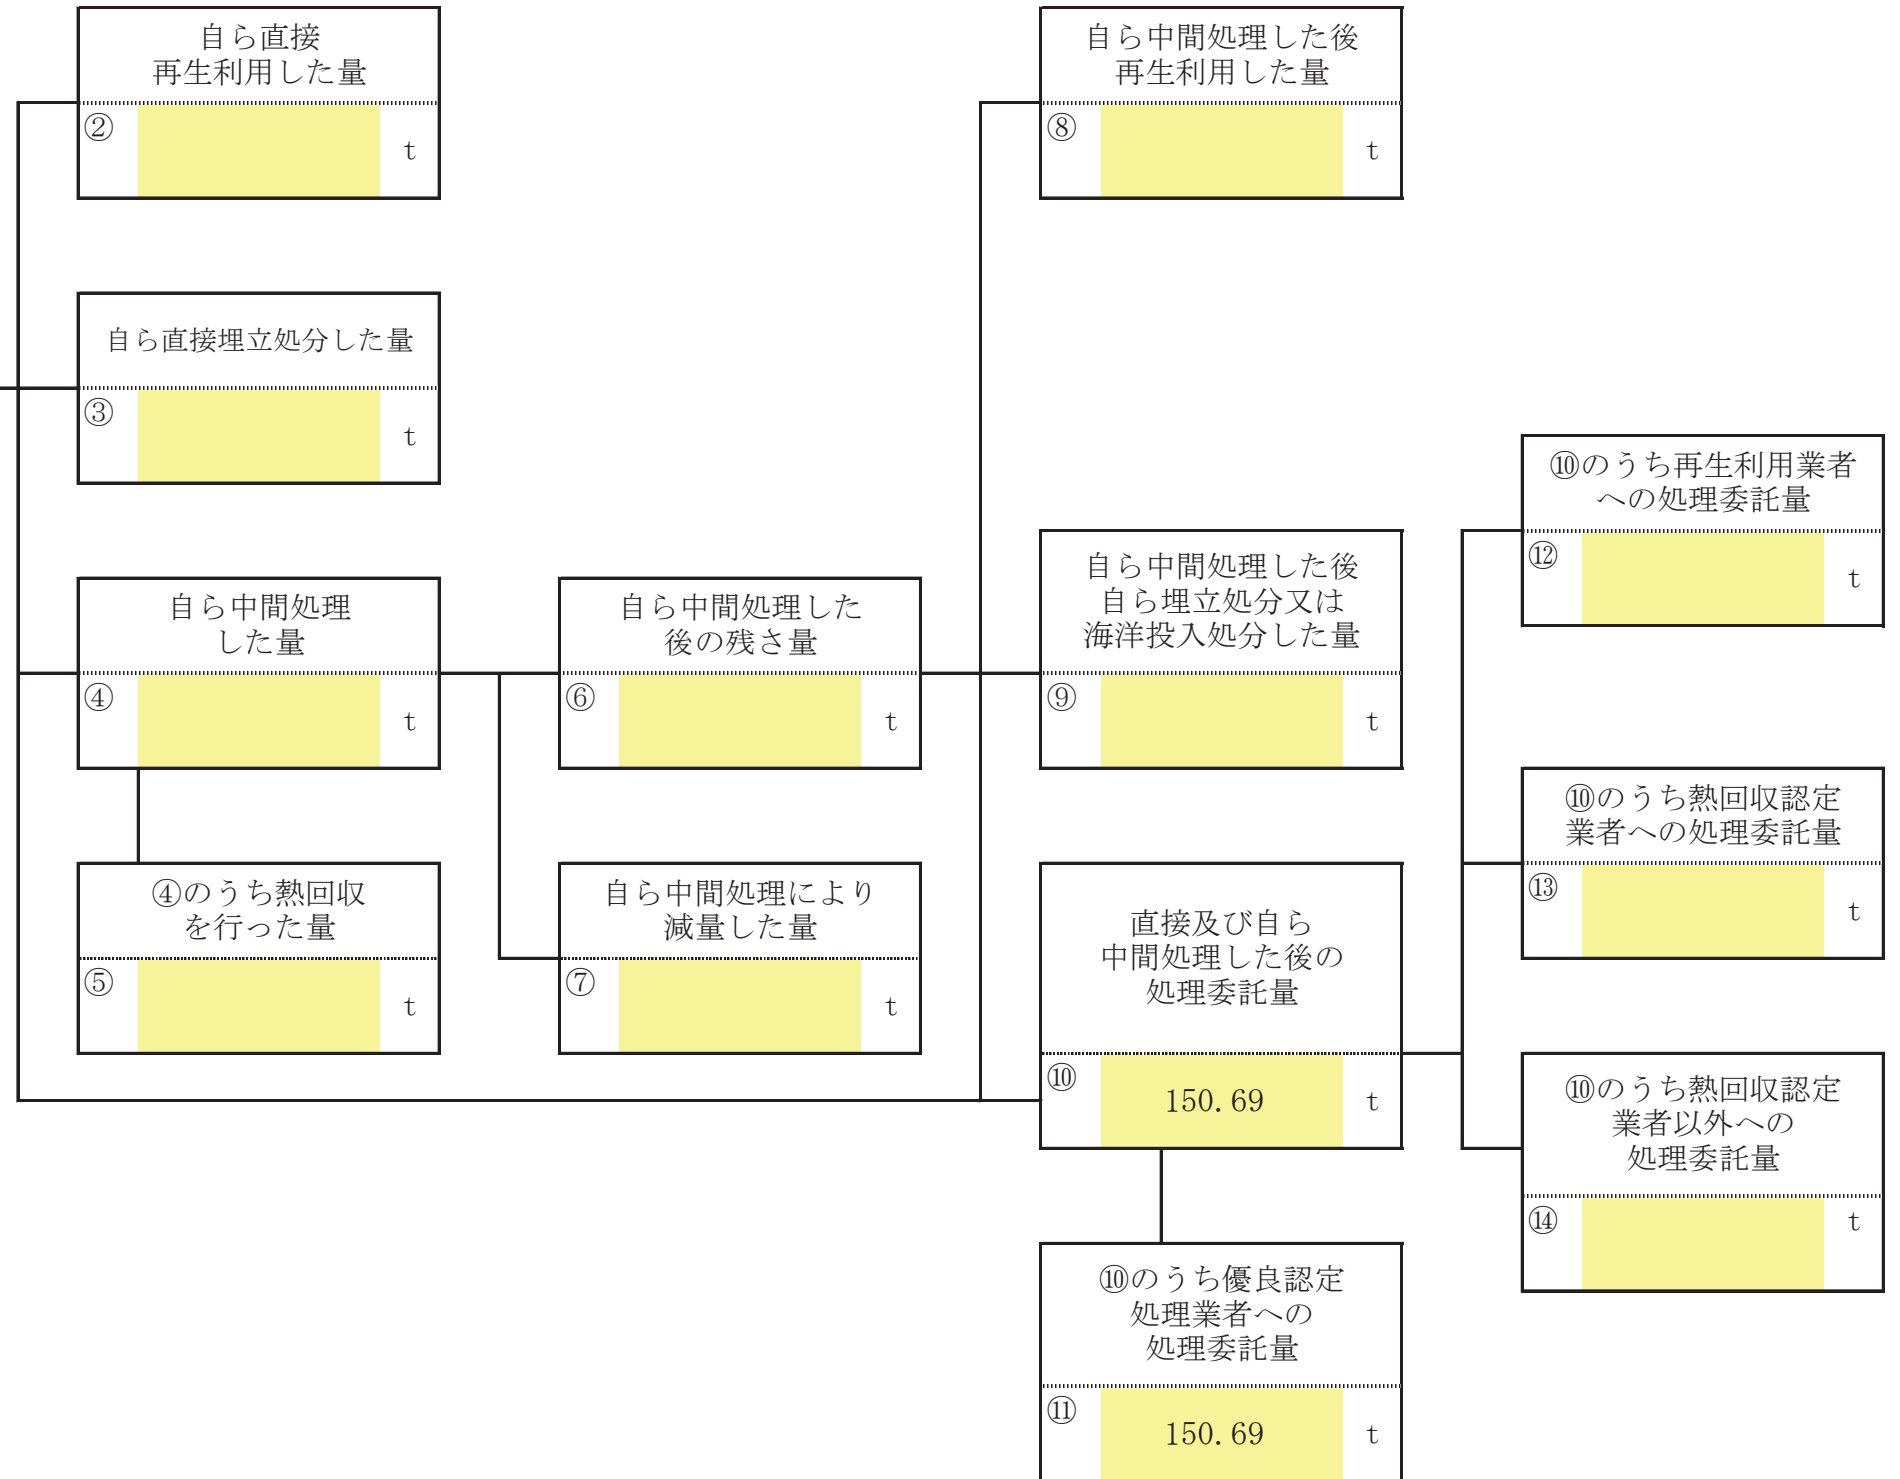 自ら直接
再生利用した量
②
t
自ら直接埋立処分した量
③
t
自ら中間処理
した量
④
t
④のうち熱回収
を行った量
⑤
t
自ら中間処理した
後の残さ量
⑥
t
自ら中間処理により
減量した量
⑦
t
自ら中間処理した後
再生利用した量
⑧
t
自ら中間処理した後
自ら埋立処分又は
海洋投入処分した量
⑨
t
直接及び自ら
中間処理した後の
処理委託量
⑩
150.69 t
⑩のうち優良認定
処理業者への
処理委託量
⑪
150.69 t
⑩のうち再生利用業者
への処理委託量
⑫
t
⑩のうち熱回収認定
業者への処理委託量
⑬
t
⑩のうち熱回収認定
業者以外への
処理委託量
⑭
t